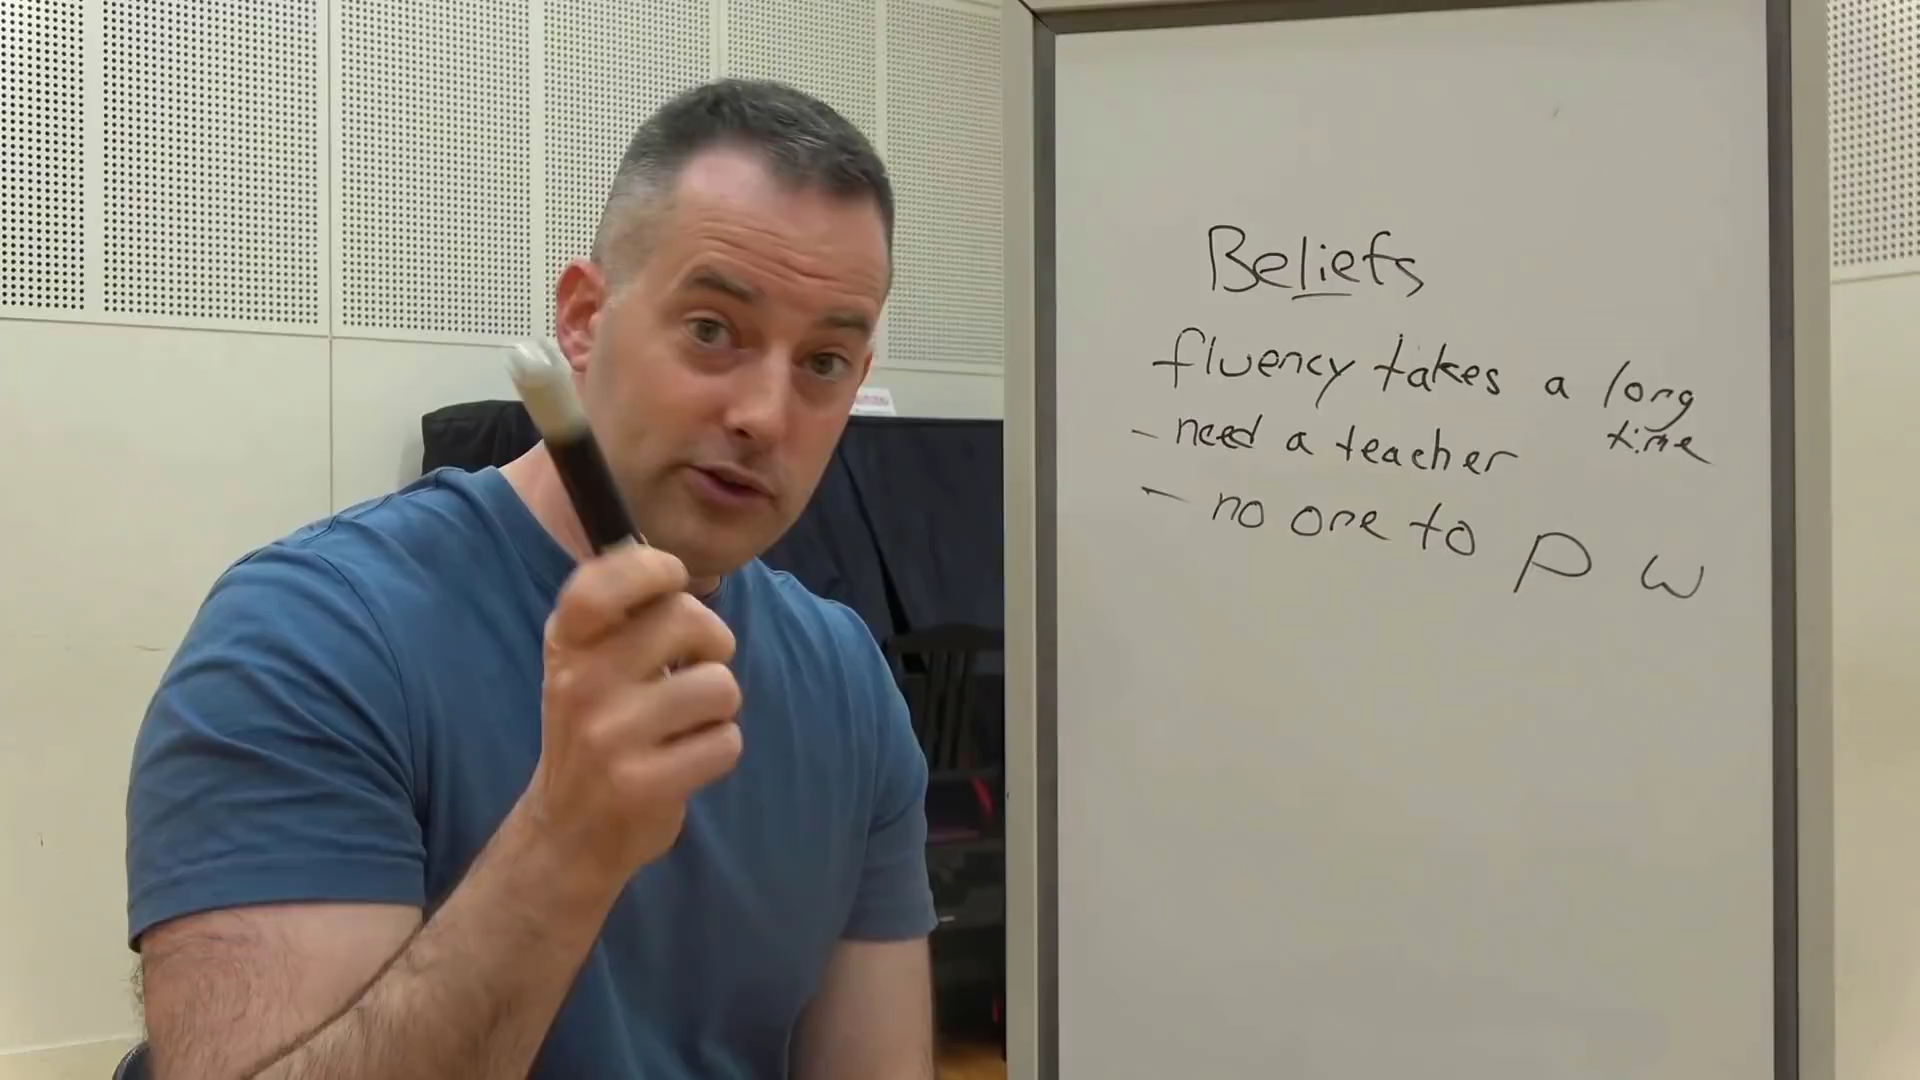 Beliefs
fluency takes a long
time
- need a teacher
- no one to p w